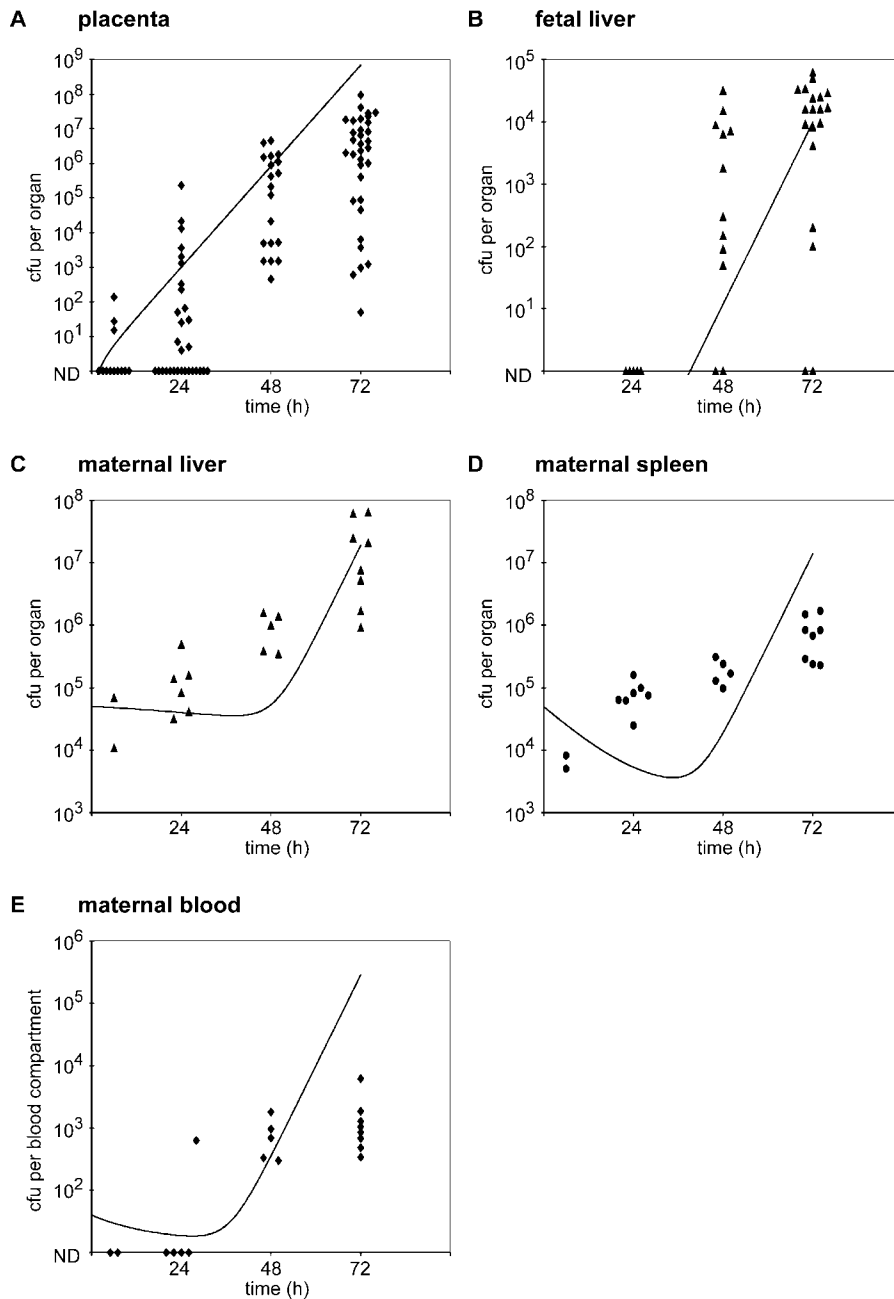 A placenta
cfu per organ
10^9
10^8
10^7
10^6
10^5
10^4
10^3
10^2
10^1
ND
24 48 72
time (h)
B fetal liver
cfu per organ
10^5
10^4
10^3
10^2
10^1
ND
24 48 72
time (h)
C maternal liver
cfu per organ
10^8
10^7
10^6
10^5
10^4
10^3
24 48 72
time (h)
D maternal spleen
cfu per organ
10^8
10^7
10^6
10^5
10^4
10^3
24 48 72
time (h)
E maternal blood
cfu per blood compartment
10^6
10^5
10^4
10^3
10^2
ND
24 48 72
time (h)